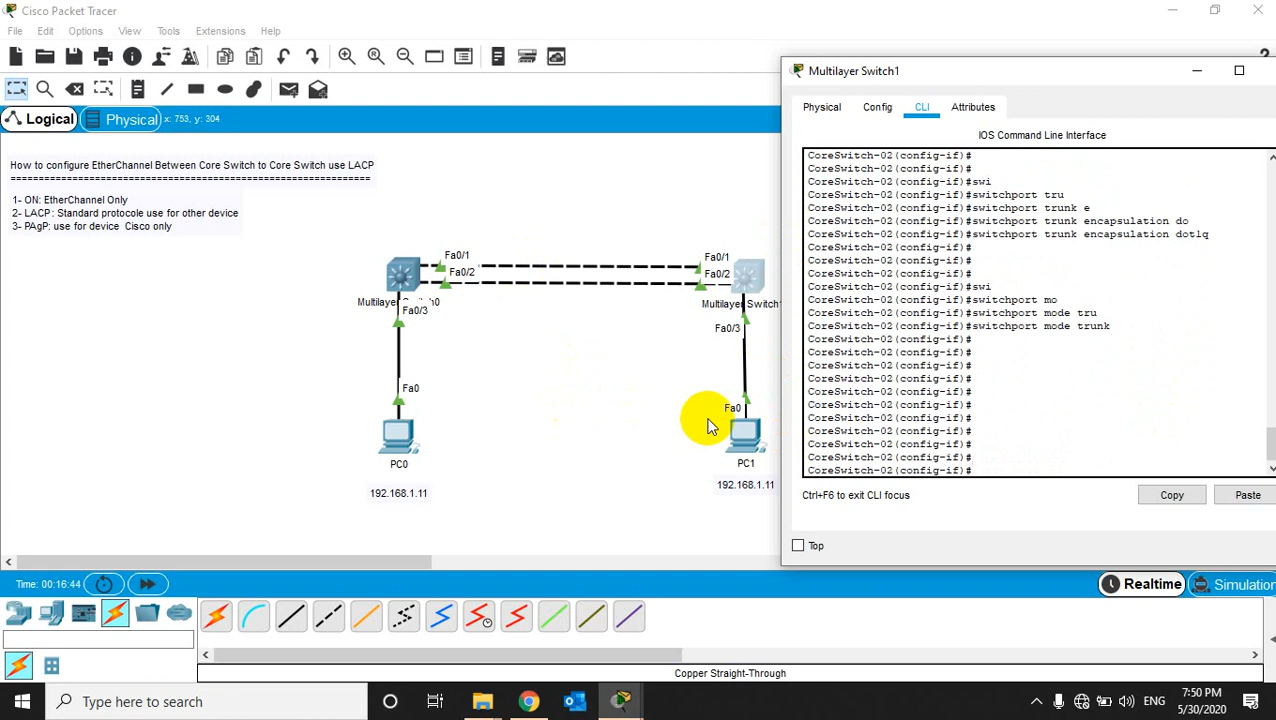 Cisco Packet Tracer
File Edit Options View Tools Extensions Help
Logical Physical x: 753, y: 304
How to configure EtherChannel Between Core Switch to Core Switch use LACP
=====================================================================
1- ON: EtherChannel Only
2- LACP : Standard protocole use for other device
3- PAgP: use for device Cisco only
Fa0/1
Fa0/2
Fa0/1
Fa0/2
Multilayer Switch0
Multilayer Switch1
Fa0/3
Fa0/3
Fa0
Fa0
PC0
PC1
192.168.1.11
192.168.1.11
Multilayer Switch1
Physical Config CLI Attributes
IOS Command Line Interface
CoreSwitch-02(config-if)#
CoreSwitch-02(config-if)#
CoreSwitch-02(config-if)#swi
CoreSwitch-02(config-if)#switchport tru
CoreSwitch-02(config-if)#switchport trunk e
CoreSwitch-02(config-if)#switchport trunk encapsulation do
CoreSwitch-02(config-if)#switchport trunk encapsulation dot1q
CoreSwitch-02(config-if)#
CoreSwitch-02(config-if)#
CoreSwitch-02(config-if)#
CoreSwitch-02(config-if)#swi
CoreSwitch-02(config-if)#switchport mo
CoreSwitch-02(config-if)#switchport mode tru
CoreSwitch-02(config-if)#switchport mode trunk
CoreSwitch-02(config-if)#
CoreSwitch-02(config-if)#
CoreSwitch-02(config-if)#
CoreSwitch-02(config-if)#
CoreSwitch-02(config-if)#
CoreSwitch-02(config-if)#
CoreSwitch-02(config-if)#
CoreSwitch-02(config-if)#
CoreSwitch-02(config-if)#
CoreSwitch-02(config-if)#
CoreSwitch-02(config-if)#
Ctrl+F6 to exit CLI focus
Copy
Paste
Top
Time: 00:16:44
Realtime
Simulation
Copper Straight-Through
Type here to search
ENG
7:50 PM
5/30/2020